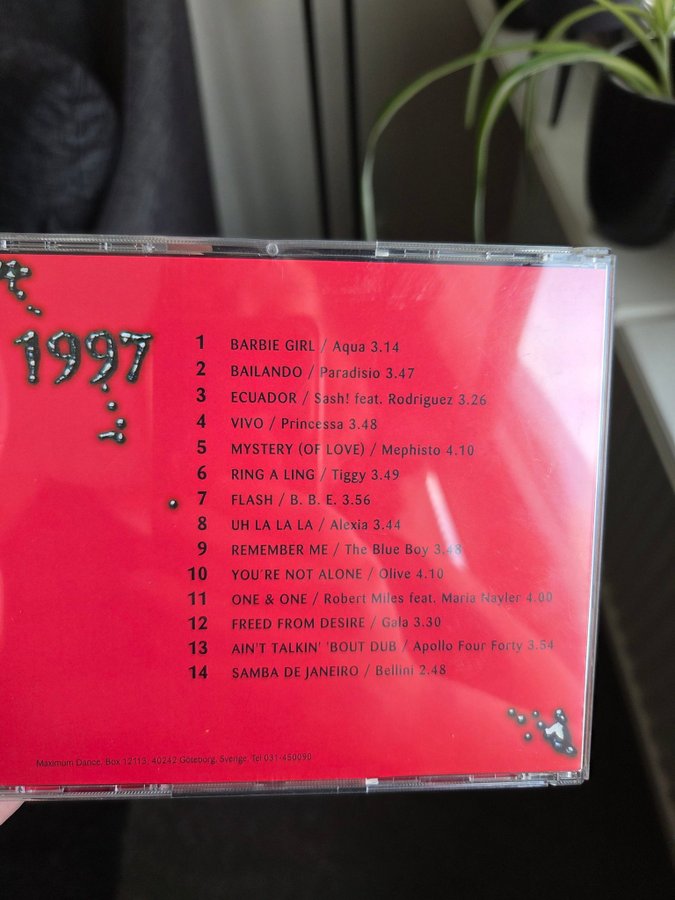 1997
1 BARBIE GIRL / Aqua 3.14
2 BAILANDO / Paradisio 3.47
3 ECUADOR / Sash! feat. Rodriguez 3.26
4 VIVO / Princessa 3.48
5 MYSTERY (OF LOVE) / Mephisto 4.10
6 RING A LING / Tiggy 3.49
7 FLASH / B. B. E. 3.56
8 UH LA LA LA / Alexia 3.44
9 REMEMBER ME / The Blue Boy 3.48
10 YOU'RE NOT ALONE / Olive 4.10
11 ONE & ONE / Robert Miles feat. Maria Nayler 4.00
12 FREED FROM DESIRE / Gala 3.30
13 AIN'T TALKIN' 'BOUT DUB / Apollo Four Forty 3.54
14 SAMBA DE JANEIRO / Bellini 2.48
Maximum Dance, Box 12113, 40242 Göteborg, Sverige. Tel 031-450090